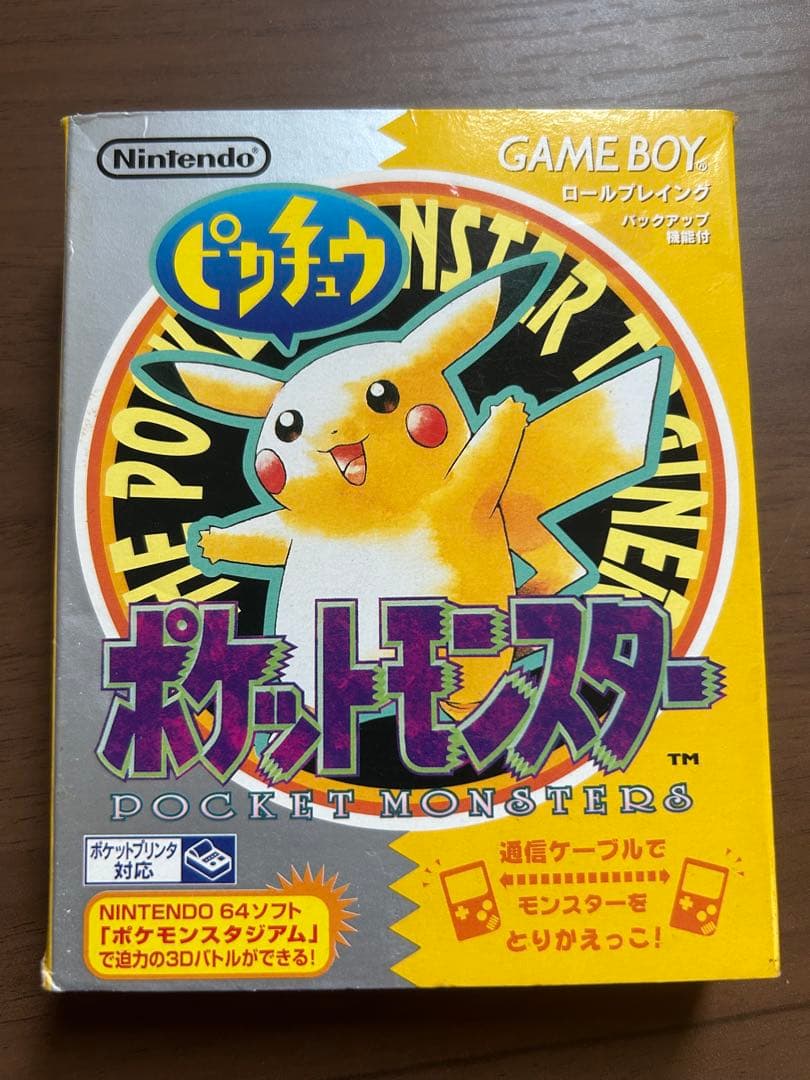 Nintendo®
GAME BOY
ロールプレイング
バックアップ
機能付
ピカチュウ
ポケットモンスター
TM
POCKET MONSTERS
ポケットプリンタ
対応
NINTENDO 64ソフト
「ポケモンスタジアム」
で迫力の3Dバトルができる!
通信ケーブルで
モンスターを
とりかえっこ!